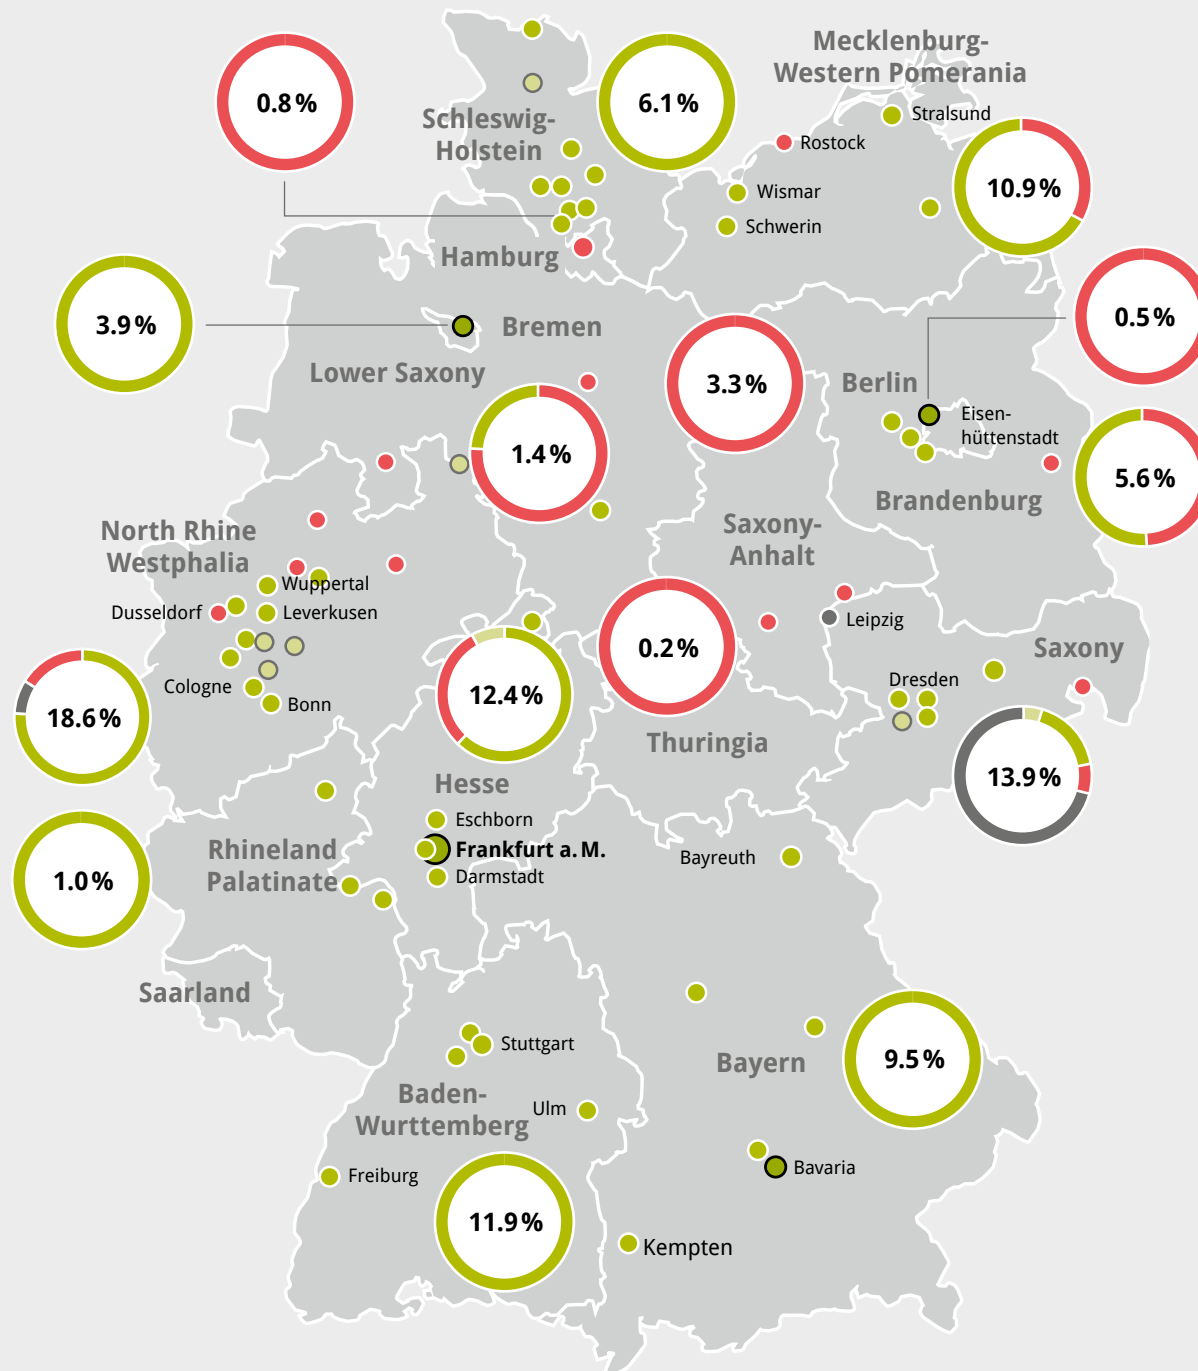 Mecklenburg-
Western Pomerania
0.8 %
6.1 %
Schleswig-
Holstein
Stralsund
Rostock
10.9 %
Wismar
Schwerin
Hamburg
3.9 %
Bremen
0.5 %
Lower Saxony
3.3 %
Berlin
Eisen-
hüttenstadt
1.4 %
5.6 %
Brandenburg
North Rhine
Westphalia
Saxony-
Anhalt
Wuppertal
Dusseldorf
Leverkusen
Leipzig
0.2 %
Saxony
Cologne
Bonn
Dresden
18.6 %
12.4 %
Thuringia
13.9 %
Hesse
Eschborn
Rhineland
Palatinate
Frankfurt a. M.
Bayreuth
1.0 %
Darmstadt
Saarland
Stuttgart
Bayern
9.5 %
Baden-
Wurttemberg
Ulm
Bavaria
Freiburg
11.9 %
Kempten